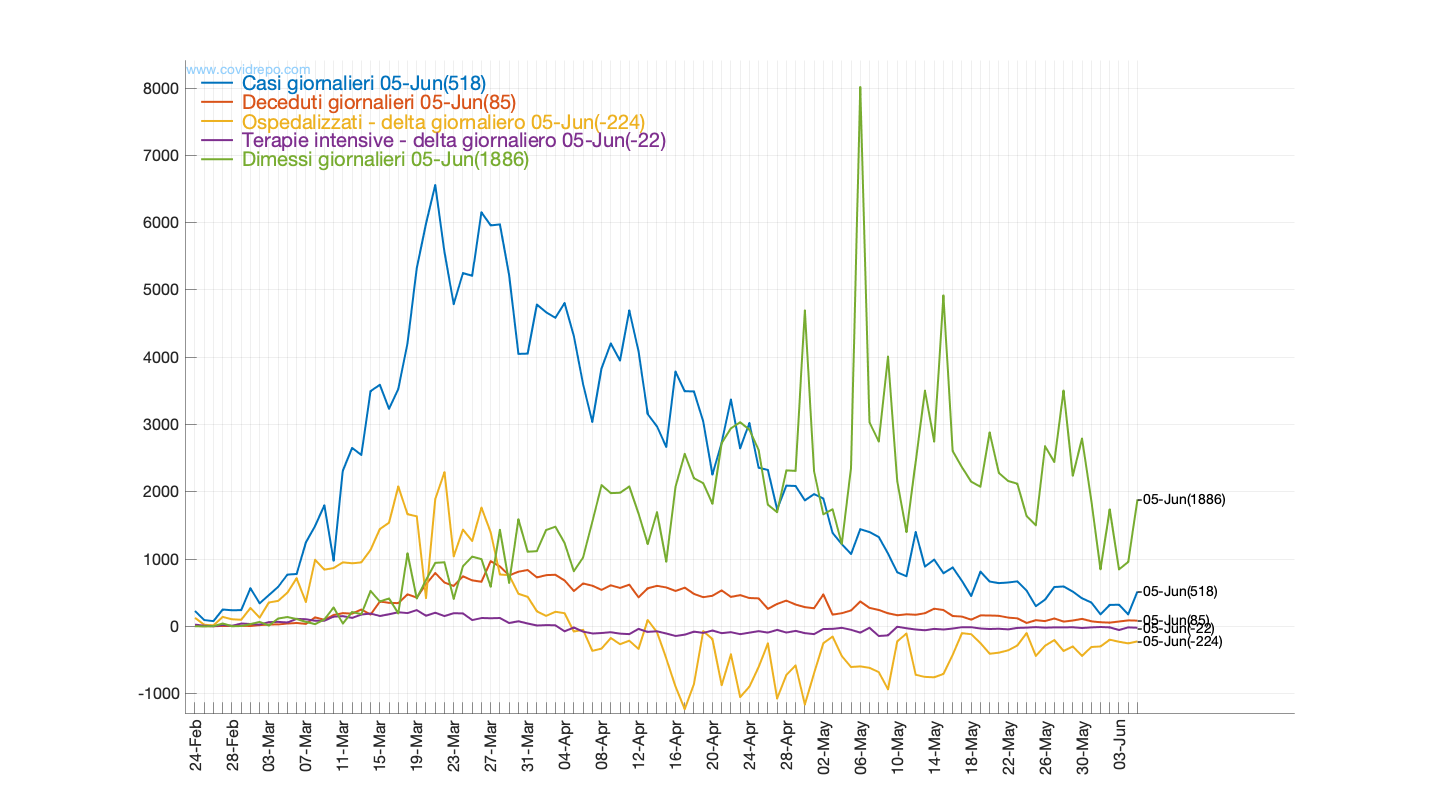 www.covidrepo.com
Casi giornalieri 05-Jun(518)
Deceduti giornalieri 05-Jun(85)
Ospedalizzati - delta giornaliero 05-Jun(-224)
Terapie intensive - delta giornaliero 05-Jun(-22)
Dimessi giornalieri 05-Jun(1886)
8000
7000
6000
5000
4000
3000
2000
1000
0
-1000
05-Jun(1886)
05-Jun(518)
05-Jun(85)
05-Jun(-22)
05-Jun(-224)
24-Feb
28-Feb
03-Mar
07-Mar
11-Mar
15-Mar
19-Mar
23-Mar
27-Mar
31-Mar
04-Apr
08-Apr
12-Apr
16-Apr
20-Apr
24-Apr
28-Apr
02-May
06-May
10-May
14-May
18-May
22-May
26-May
30-May
03-Jun